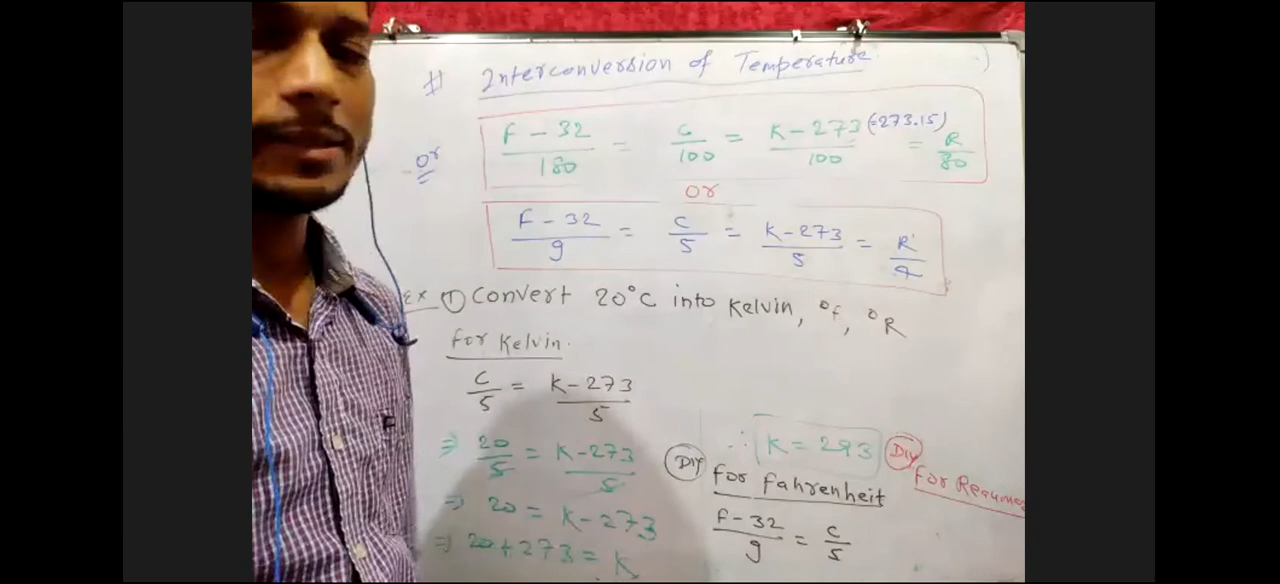 # Interconversion of Temperature
or
F - 32 / 180 = C / 100 = K - 273 (-273.15) / 100 = R / 80
or
F - 32 / 9 = C / 5 = K - 273 / 5 = R / 4
Ex ① Convert 20°C into Kelvin, °f, °R
for Kelvin.
C / 5 = K - 273 / 5
⇒ 20 / 5 = K - 273 / 5
⇒ 20 = K - 273
⇒ 20 + 273 = K
∴ K = 293
DIY
for fahrenheit
F - 32 / 9 = C / 5
DIY
for Reaumer